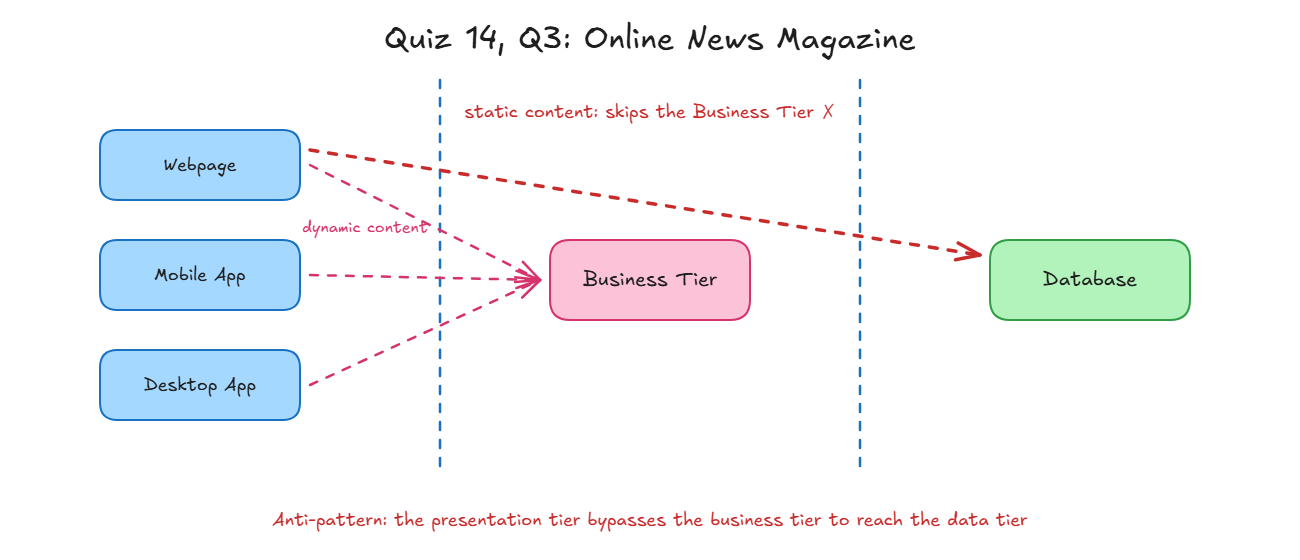 Quiz 14, Q3: Online News Magazine
static content: skips the Business Tier X
Webpage
dynamic content
Mobile App
Business Tier
Database
Desktop App
Anti-pattern: the presentation tier bypasses the business tier to reach the data tier